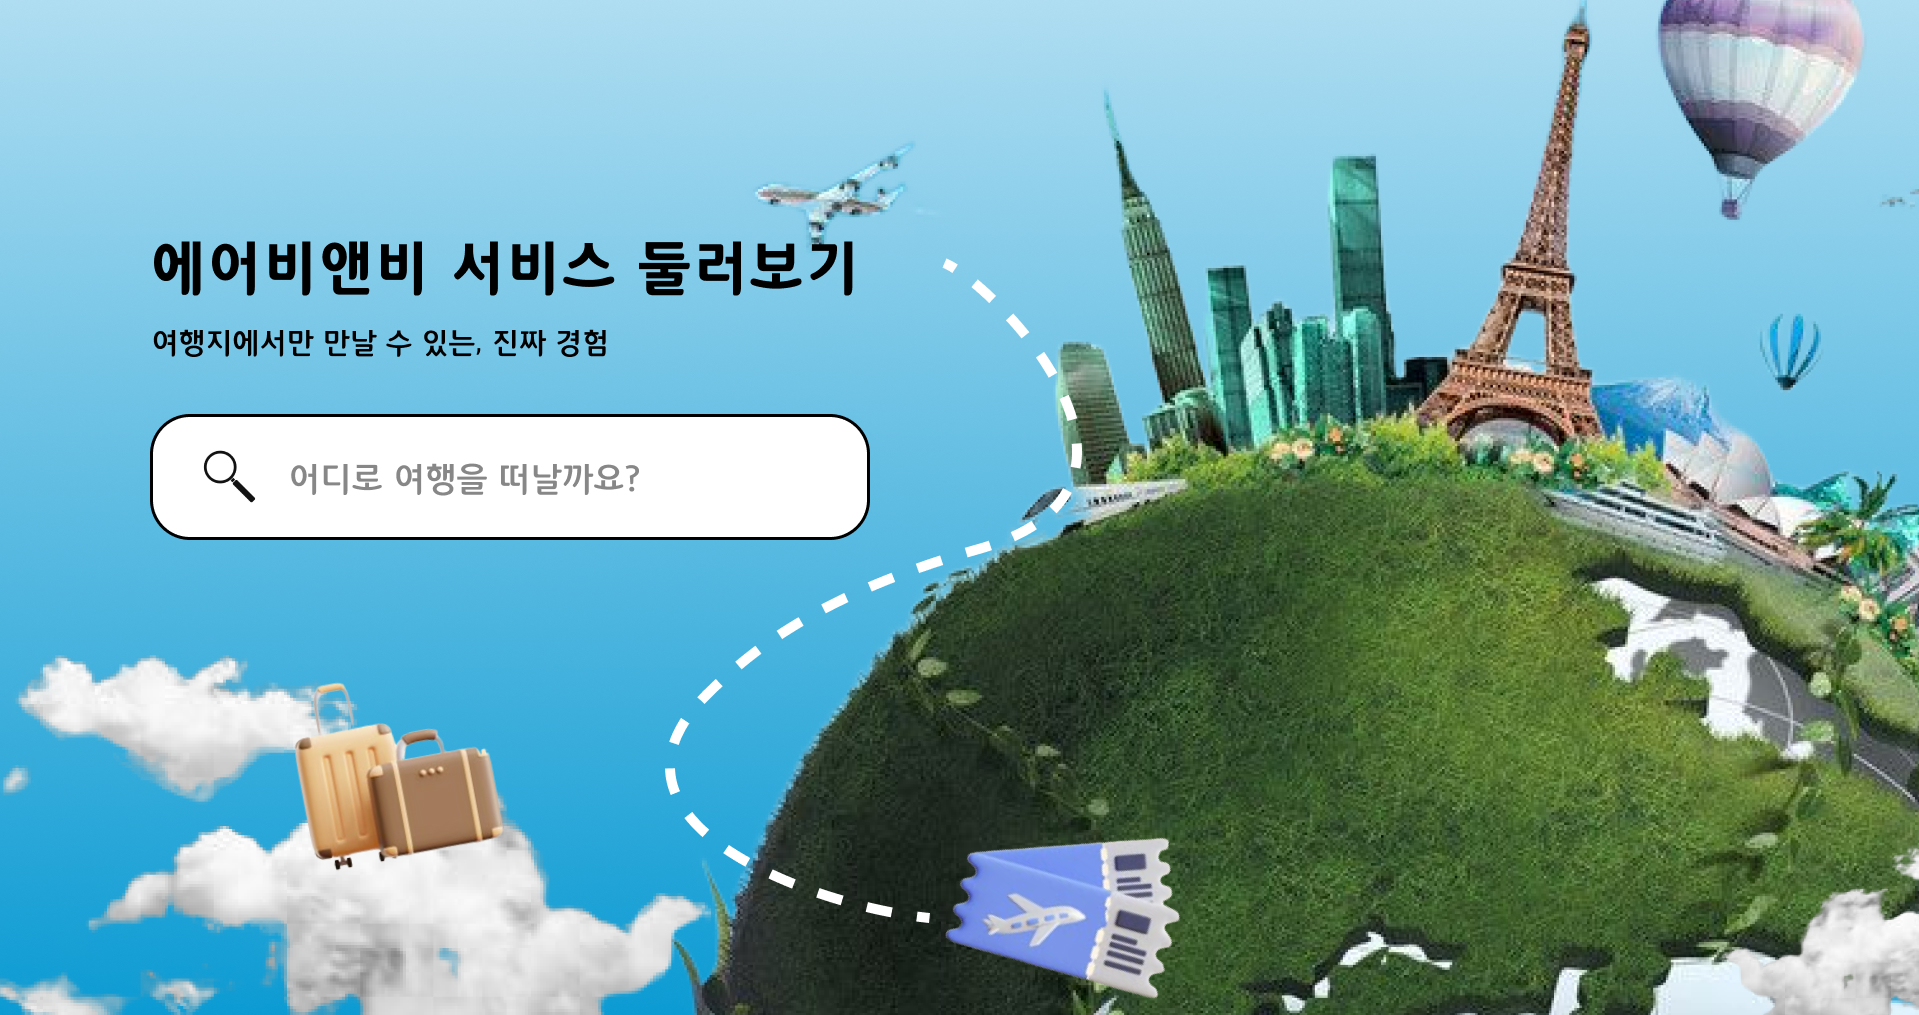 에어비앤비 서비스 둘러보기
여행지에서만 만날 수 있는, 진짜 경험
어디로 여행을 떠날까요?